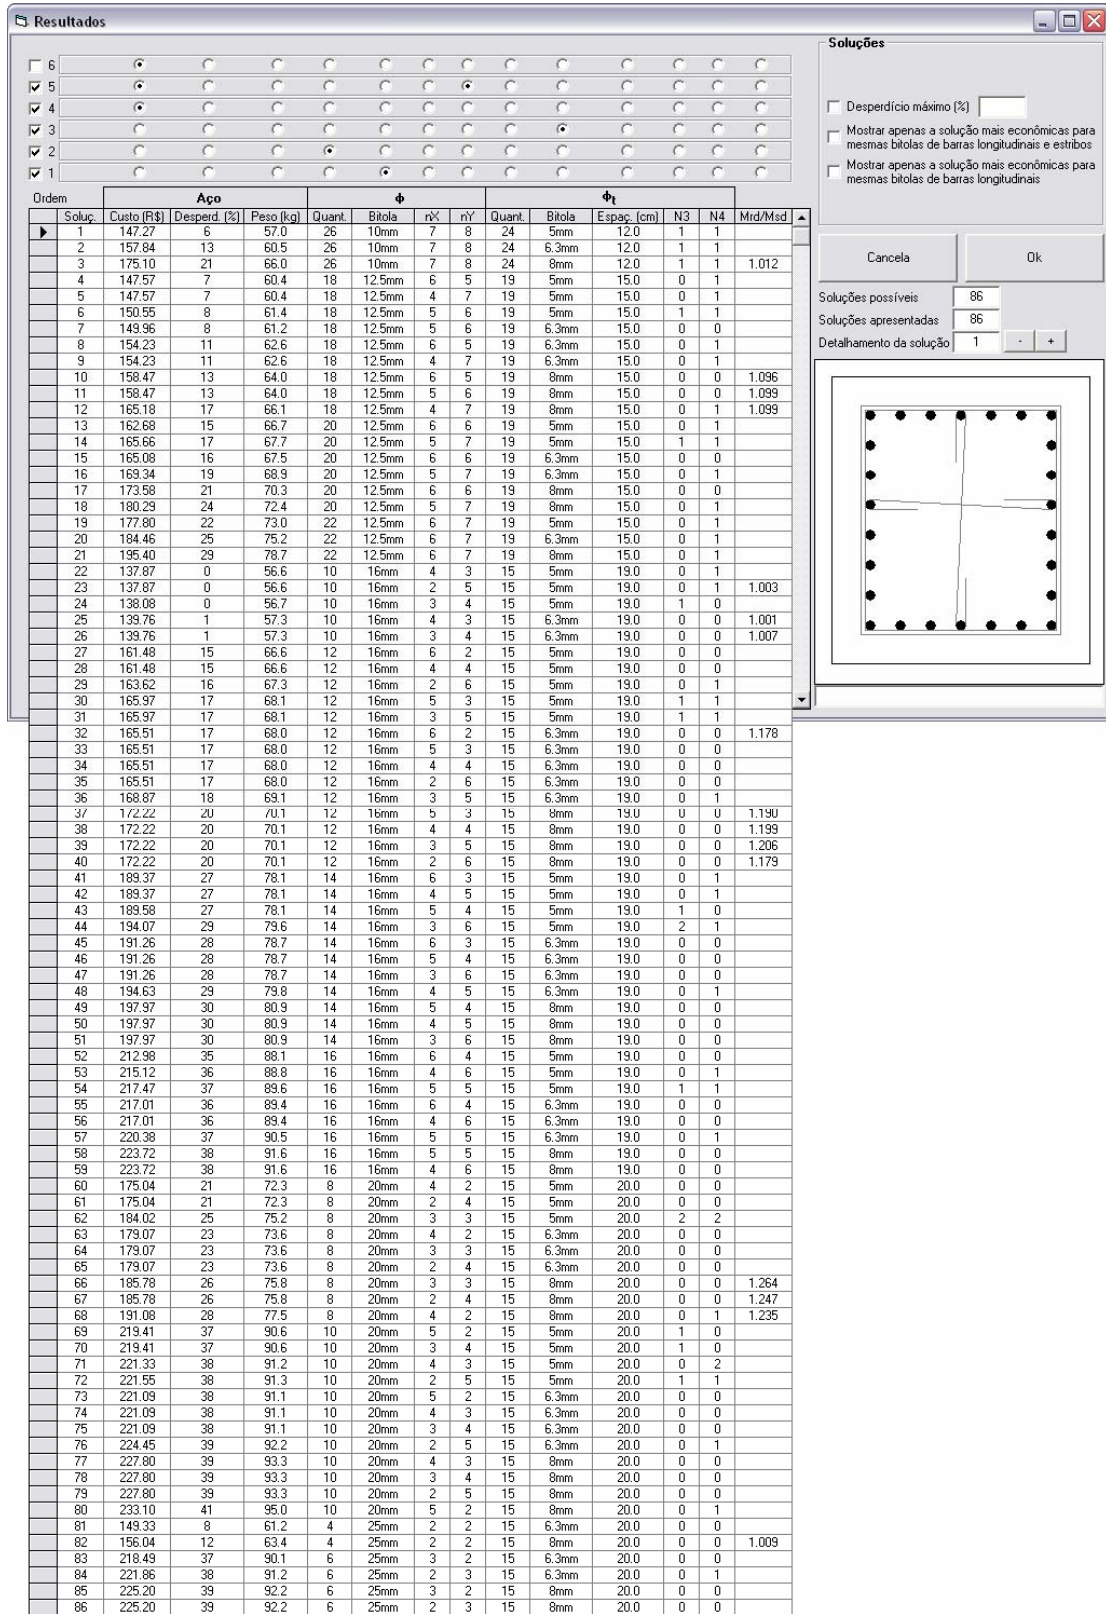 Resultados
6
5
4
3
2
1
Ordem Aço ϕ ϕt
Soluç. Custo (R$) Desperd. (%) Peso (kg) Quant. Bitola nX nY Quant. Bitola Espaç. (cm) N3 N4 Mrd/Msd
1 147.27 6 57.0 26 10mm 7 8 24 5mm 12.0 1 1
2 157.84 13 60.5 26 10mm 7 8 24 6.3mm 12.0 1 1
3 175.10 21 66.0 26 10mm 7 8 24 8mm 12.0 1 1 1.012
4 147.57 7 60.4 18 12.5mm 6 5 19 5mm 15.0 0 1
5 147.57 7 60.4 18 12.5mm 4 7 19 5mm 15.0 0 1
6 150.55 8 61.4 18 12.5mm 5 6 19 5mm 15.0 1 1
7 149.96 8 61.2 18 12.5mm 5 6 19 6.3mm 15.0 0 0
8 154.23 11 62.6 18 12.5mm 6 5 19 6.3mm 15.0 0 1
9 154.23 11 62.6 18 12.5mm 4 7 19 6.3mm 15.0 0 1
10 158.47 13 64.0 18 12.5mm 6 5 19 8mm 15.0 0 0 1.096
11 158.47 13 64.0 18 12.5mm 5 6 19 8mm 15.0 0 0 1.099
12 165.18 17 66.1 18 12.5mm 4 7 19 8mm 15.0 0 1 1.099
13 162.68 15 66.7 20 12.5mm 6 6 19 5mm 15.0 0 1
14 165.66 17 67.7 20 12.5mm 5 7 19 5mm 15.0 1 1
15 165.08 16 67.5 20 12.5mm 6 6 19 6.3mm 15.0 0 0
16 169.34 19 68.9 20 12.5mm 5 7 19 6.3mm 15.0 0 1
17 173.58 21 70.3 20 12.5mm 6 6 19 8mm 15.0 0 0
18 180.29 24 72.4 20 12.5mm 5 7 19 8mm 15.0 0 1
19 177.80 22 73.0 22 12.5mm 6 7 19 5mm 15.0 0 1
20 184.46 25 75.2 22 12.5mm 6 7 19 6.3mm 15.0 0 1
21 195.40 29 78.7 22 12.5mm 6 7 19 8mm 15.0 0 1
22 137.87 0 56.6 10 16mm 4 3 15 5mm 19.0 0 1
23 137.87 0 56.6 10 16mm 2 5 15 5mm 19.0 0 1 1.003
24 138.08 0 56.7 10 16mm 3 4 15 5mm 19.0 1 0
25 139.76 1 57.3 10 16mm 4 3 15 6.3mm 19.0 0 0 1.001
26 139.76 1 57.3 10 16mm 3 4 15 6.3mm 19.0 0 0 1.007
27 161.48 15 66.6 12 16mm 6 2 15 5mm 19.0 0 0
28 161.48 15 66.6 12 16mm 4 4 15 5mm 19.0 0 0
29 163.62 16 67.3 12 16mm 2 6 15 5mm 19.0 0 1
30 165.97 17 68.1 12 16mm 5 3 15 5mm 19.0 1 1
31 165.97 17 68.1 12 16mm 3 5 15 5mm 19.0 1 1
32 165.51 17 68.0 12 16mm 6 2 15 6.3mm 19.0 0 0 1.178
33 165.51 17 68.0 12 16mm 5 3 15 6.3mm 19.0 0 0
34 165.51 17 68.0 12 16mm 4 4 15 6.3mm 19.0 0 0
35 165.51 17 68.0 12 16mm 2 6 15 6.3mm 19.0 0 0
36 168.87 18 69.1 12 16mm 3 5 15 6.3mm 19.0 0 1
37 172.22 20 70.1 12 16mm 5 3 15 8mm 19.0 0 0 1.190
38 172.22 20 70.1 12 16mm 4 4 15 8mm 19.0 0 0 1.199
39 172.22 20 70.1 12 16mm 3 5 15 8mm 19.0 0 0 1.206
40 172.22 20 70.1 12 16mm 2 6 15 8mm 19.0 0 0 1.179
41 189.37 27 78.1 14 16mm 6 3 15 5mm 19.0 0 1
42 189.37 27 78.1 14 16mm 4 5 15 5mm 19.0 0 1
43 189.58 27 78.1 14 16mm 5 4 15 5mm 19.0 1 0
44 194.07 29 79.6 14 16mm 3 6 15 5mm 19.0 2 1
45 191.26 28 78.7 14 16mm 6 3 15 6.3mm 19.0 0 0
46 191.26 28 78.7 14 16mm 5 4 15 6.3mm 19.0 0 0
47 191.26 28 78.7 14 16mm 3 6 15 6.3mm 19.0 0 0
48 194.63 29 79.8 14 16mm 4 5 15 6.3mm 19.0 0 1
49 197.97 30 80.9 14 16mm 5 4 15 8mm 19.0 0 0
50 197.97 30 80.9 14 16mm 4 5 15 8mm 19.0 0 0
51 197.97 30 80.9 14 16mm 3 6 15 8mm 19.0 0 0
52 212.98 35 88.1 16 16mm 6 4 15 5mm 19.0 0 0
53 215.12 36 88.8 16 16mm 4 6 15 5mm 19.0 0 1
54 217.47 37 89.6 16 16mm 5 5 15 5mm 19.0 1 1
55 217.01 36 89.4 16 16mm 6 4 15 6.3mm 19.0 0 0
56 217.01 36 89.4 16 16mm 4 6 15 6.3mm 19.0 0 0
57 220.38 37 90.5 16 16mm 5 5 15 6.3mm 19.0 0 1
58 223.72 38 91.6 16 16mm 5 5 15 8mm 19.0 0 0
59 223.72 38 91.6 16 16mm 4 6 15 8mm 19.0 0 0
60 175.04 21 72.3 8 20mm 4 2 15 5mm 20.0 0 0
61 175.04 21 72.3 8 20mm 2 4 15 5mm 20.0 0 0
62 184.02 25 75.2 8 20mm 3 3 15 5mm 20.0 2 2
63 179.07 23 73.6 8 20mm 4 2 15 6.3mm 20.0 0 0
64 179.07 23 73.6 8 20mm 3 3 15 6.3mm 20.0 0 0
65 179.07 23 73.6 8 20mm 2 4 15 6.3mm 20.0 0 0
66 185.78 26 75.8 8 20mm 3 3 15 8mm 20.0 0 0 1.264
67 185.78 26 75.8 8 20mm 2 4 15 8mm 20.0 0 0 1.247
68 191.08 28 77.5 8 20mm 4 2 15 8mm 20.0 0 1 1.235
69 219.41 37 90.6 10 20mm 5 2 15 5mm 20.0 1 0
70 219.41 37 90.6 10 20mm 3 4 15 5mm 20.0 1 0
71 221.33 38 91.2 10 20mm 4 3 15 5mm 20.0 0 2
72 221.55 38 91.3 10 20mm 2 5 15 5mm 20.0 1 1
73 221.09 38 91.1 10 20mm 5 2 15 6.3mm 20.0 0 0
74 221.09 38 91.1 10 20mm 4 3 15 6.3mm 20.0 0 0
75 221.09 38 91.1 10 20mm 3 4 15 6.3mm 20.0 0 0
76 224.45 39 92.2 10 20mm 2 5 15 6.3mm 20.0 0 1
77 227.80 39 93.3 10 20mm 4 3 15 8mm 20.0 0 0
78 227.80 39 93.3 10 20mm 3 4 15 8mm 20.0 0 0
79 227.80 39 93.3 10 20mm 2 5 15 8mm 20.0 0 0
80 233.10 41 95.0 10 20mm 5 2 15 8mm 20.0 0 1
81 149.33 8 61.2 4 25mm 2 2 15 6.3mm 20.0 0 0
82 156.04 12 63.4 4 25mm 2 2 15 8mm 20.0 0 0 1.009
83 218.49 37 90.1 6 25mm 3 2 15 6.3mm 20.0 0 0
84 221.86 38 91.2 6 25mm 2 3 15 6.3mm 20.0 0 1
85 225.20 39 92.2 6 25mm 3 2 15 8mm 20.0 0 0
86 225.20 39 92.2 6 25mm 2 3 15 8mm 20.0 0 0
Soluções
Desperdício máximo (%)
Mostrar apenas a solução mais econômicas para
mesmas bitolas de barras longitudinais e estribos
Mostrar apenas a solução mais econômicas para
mesmas bitolas de barras longitudinais
Cancela Ok
Soluções possíveis 86
Soluções apresentadas 86
Detalhamento da solução 1 - +